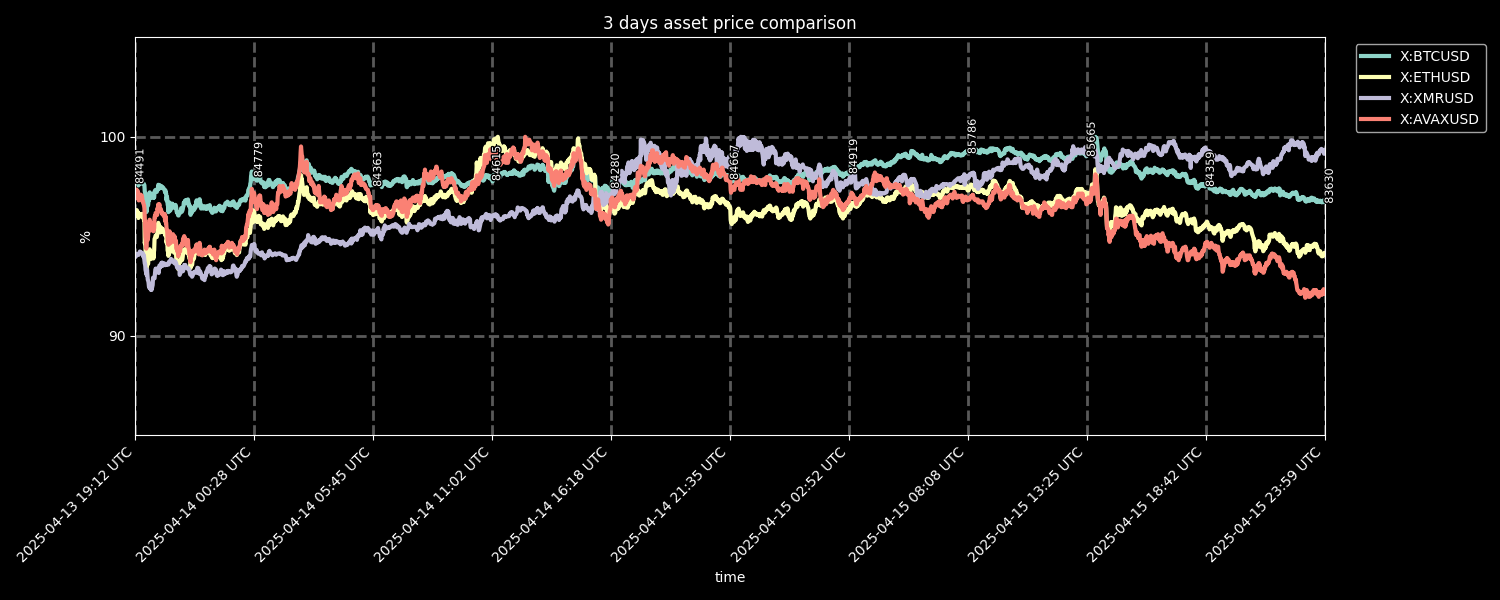 3 days asset price comparison
X:BTCUSD
X:ETHUSD
X:XMRUSD
X:AVAXUSD
100
90
%
84491
84779
84363
84615
84280
84667
84919
85786
85665
84359
83630
2025-04-13 19:12 UTC
2025-04-14 00:28 UTC
2025-04-14 05:45 UTC
2025-04-14 11:02 UTC
2025-04-14 16:18 UTC
2025-04-14 21:35 UTC
2025-04-15 02:52 UTC
2025-04-15 08:08 UTC
2025-04-15 13:25 UTC
2025-04-15 18:42 UTC
2025-04-15 23:59 UTC
time